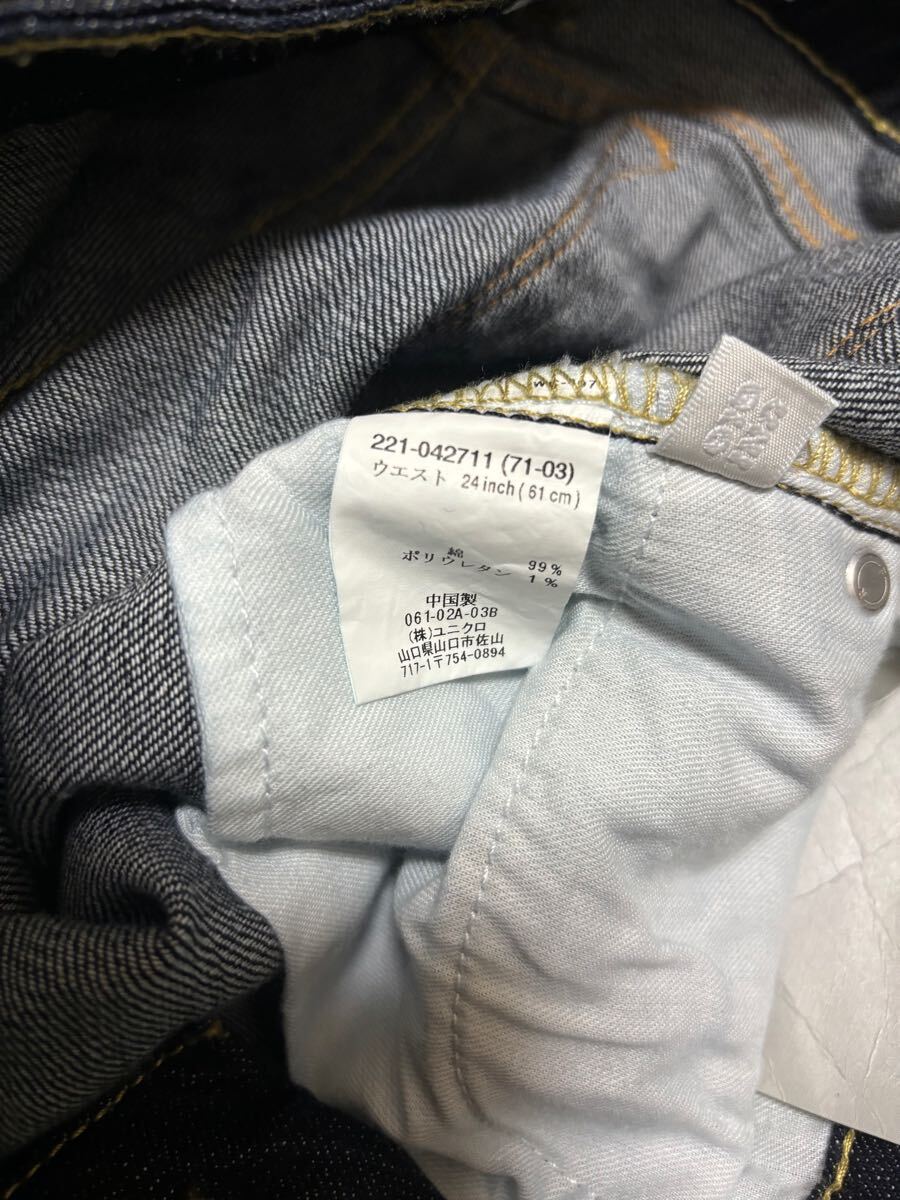 221-042711 (71-03)
ウエスト 24inch(61cm)
綿 99%
ポリウレタン 1%
中国製
061-02A-03B
(株)ユニクロ
山口県山口市佐山
717-1〒754-0894